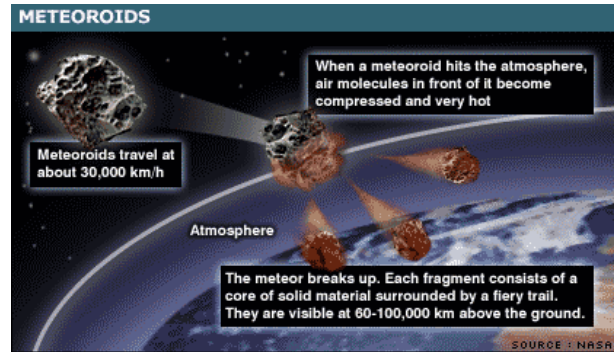 METEOROIDS
When a meteoroid hits the atmosphere,
air molecules in front of it become
compressed and very hot
Meteoroids travel at
about 30,000 km/h
Atmosphere
The meteor breaks up. Each fragment consists of a
core of solid material surrounded by a fiery trail.
They are visible at 60-100,000 km above the ground.
SOURCE : NASA